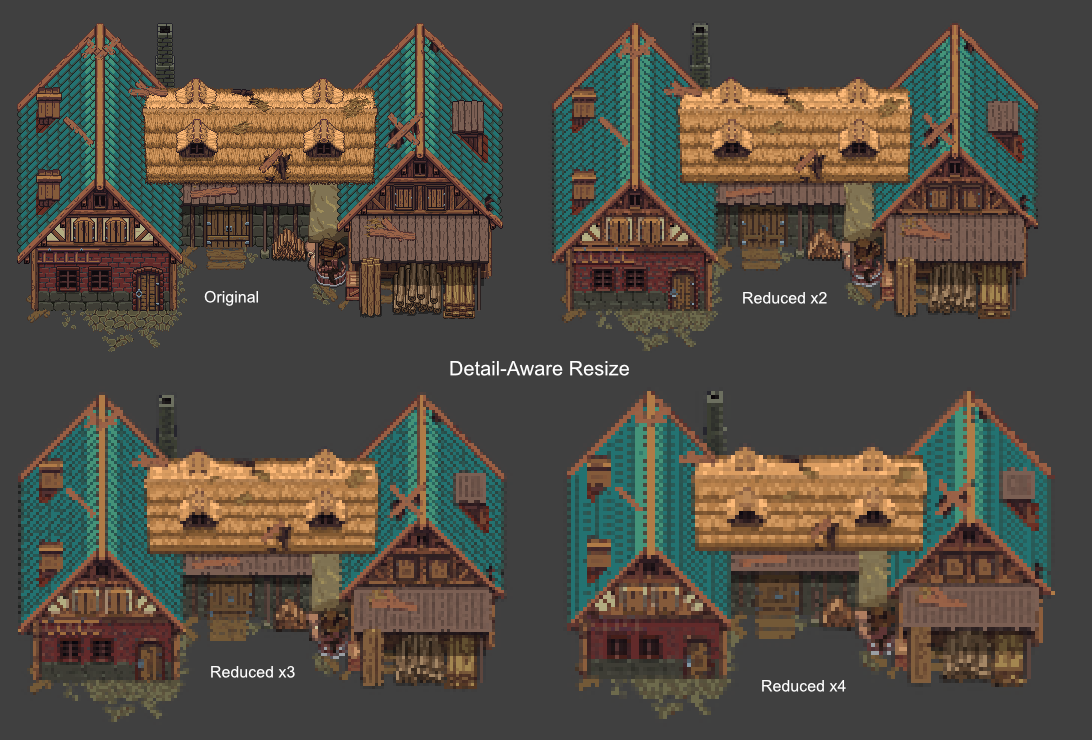 Original
Reduced x2
Detail-Aware Resize
Reduced x3
Reduced x4